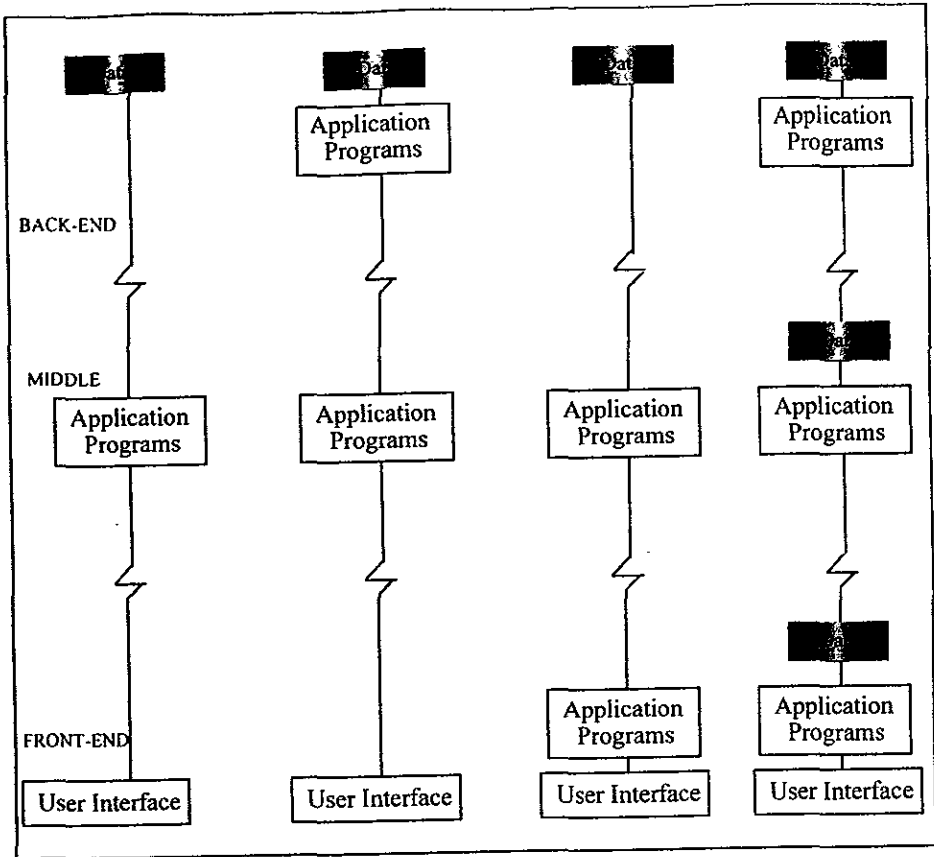 Application
Programs
Application
Programs
BACK-END
MIDDLE
Application
Programs
Application
Programs
Application
Programs
Application
Programs
Application
Programs
Application
Programs
FRONT-END
User Interface
User Interface
User Interface
User Interface